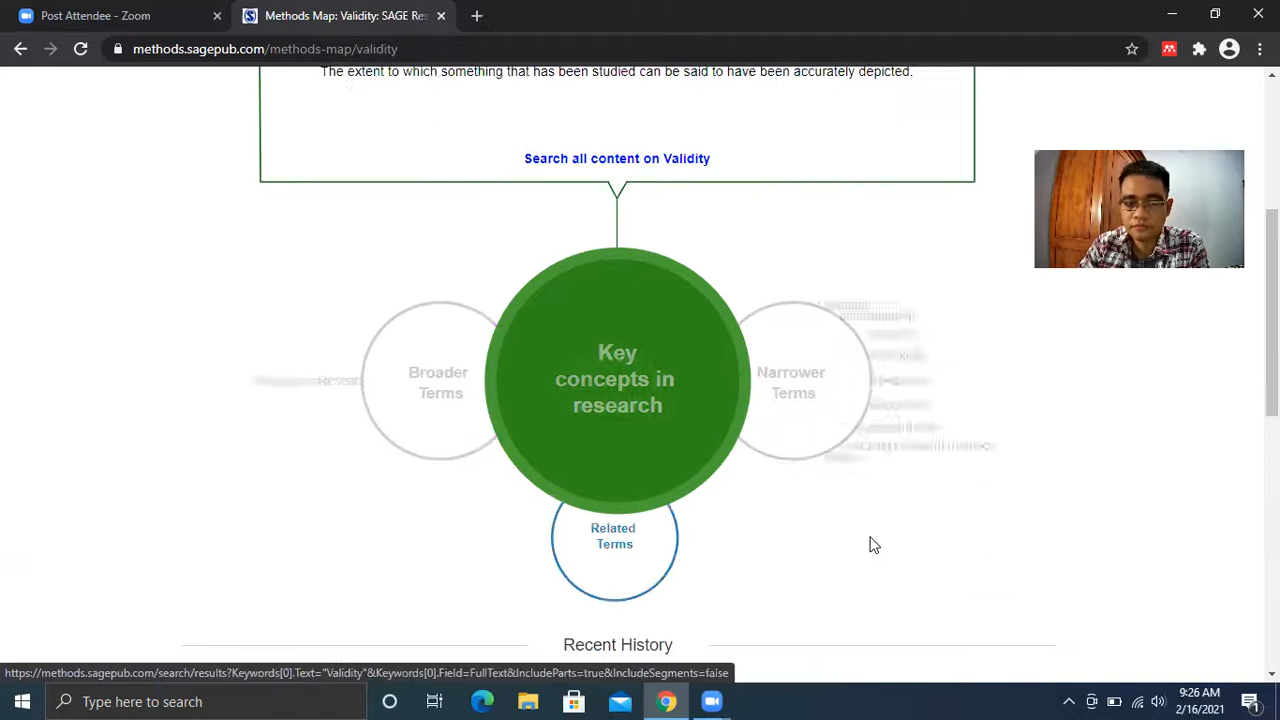 Post Attendee - Zoom
Methods Map: Validity: SAGE Res
methods.sagepub.com/methods-map/validity
The extent to which something that has been studied can be said to have been accurately depicted.
Search all content on Validity
Key
concepts in
research
Broader
Terms
Narrower
Terms
Related
Terms
Recent History
https://methods.sagepub.com/search/results?Keywords[0].Text="Validity"&Keywords[0].Field=FullText&IncludeParts=true&IncludeSegments=false
Type here to search
9:26 AM
2/16/2021
1